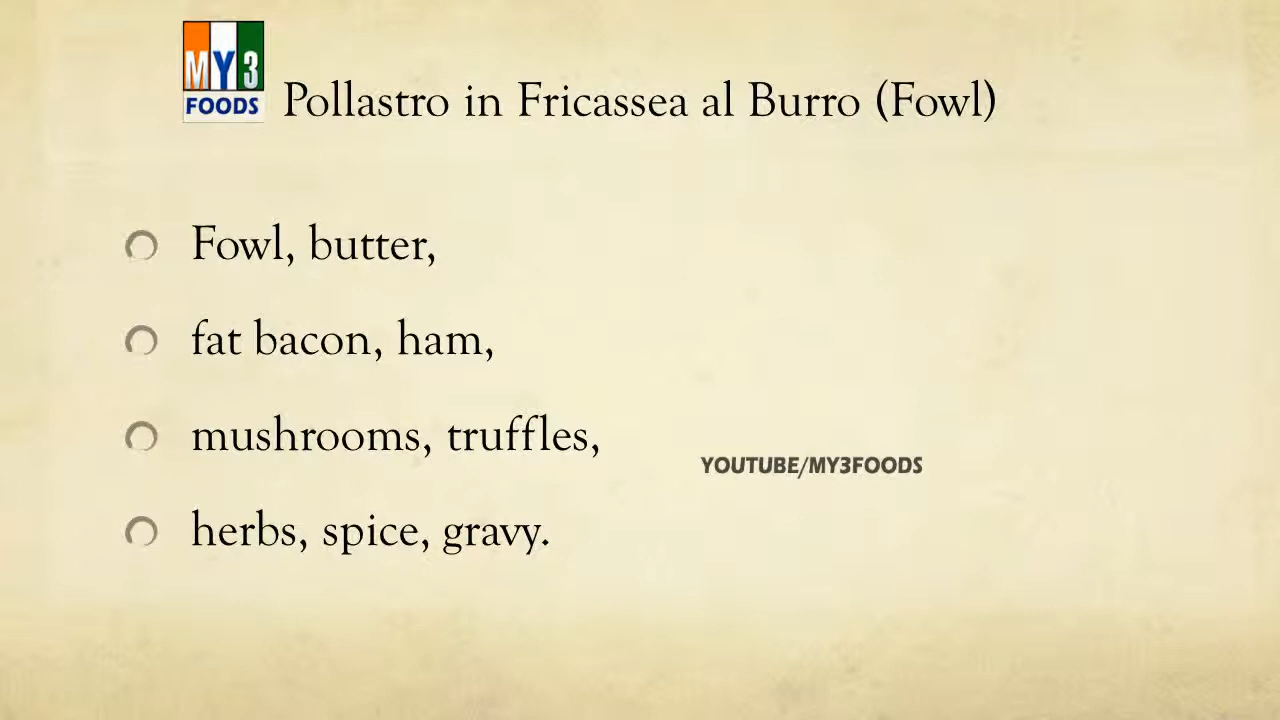 MY3
FOODS
Pollastro in Fricassea al Burro (Fowl)
Fowl, butter,
fat bacon, ham,
mushrooms, truffles,
YOUTUBE/MY3FOODS
herbs, spice, gravy.